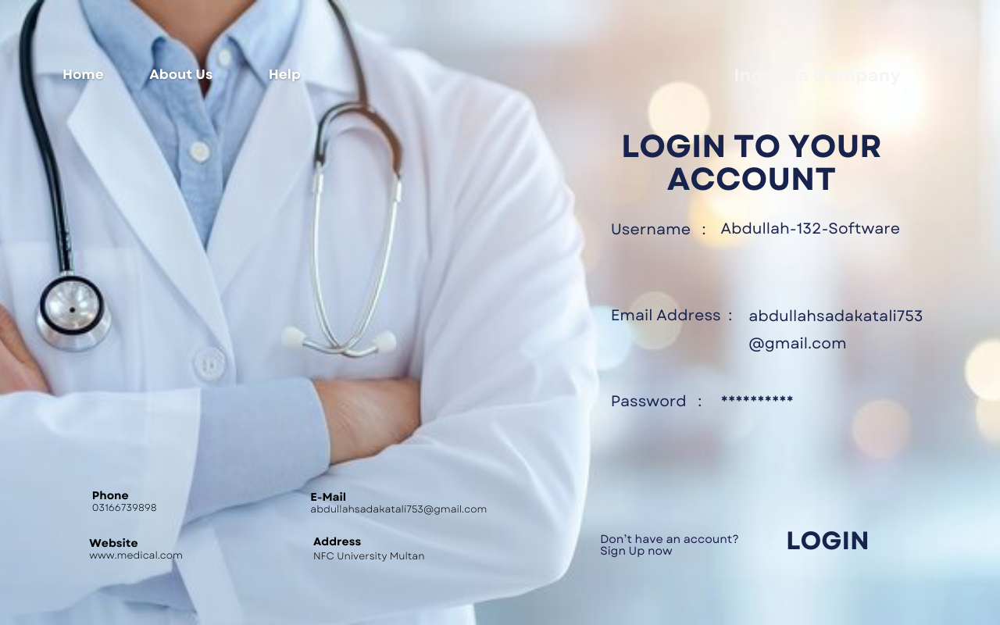 Home About Us Help
Company
LOGIN TO YOUR
ACCOUNT
Username : Abdullah-132-Software
Email Address : abdullahsadakatali753
@gmail.com
Password : **********
Phone
03166739898
E-Mail
abdullahsadakatali753@gmail.com
Website
www.medical.com
Address
NFC University Multan
Don't have an account?
Sign Up now
LOGIN